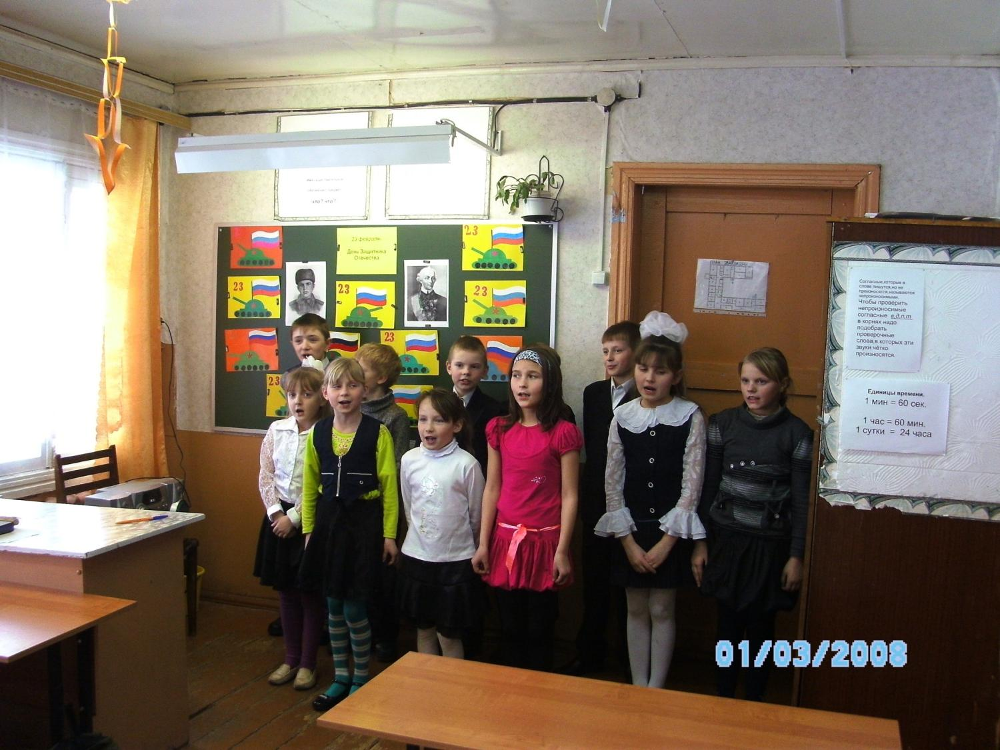 кто? что?
23
23 февраля-
День Защитника
Отечества
23
23
23
23
23
Согласные,которые в
слове пишутся,но не
произносятся,называются
непроизносимыми.
Чтобы проверить
непроизносимые
согласные в,д,л,т
в корнях надо
подобрать
проверочные
слова,в которых эти
звуки чётко
произносятся.
Единицы времени.
1 мин = 60 сек.
1 час = 60 мин.
1 сутки = 24 часа
01/03/2008